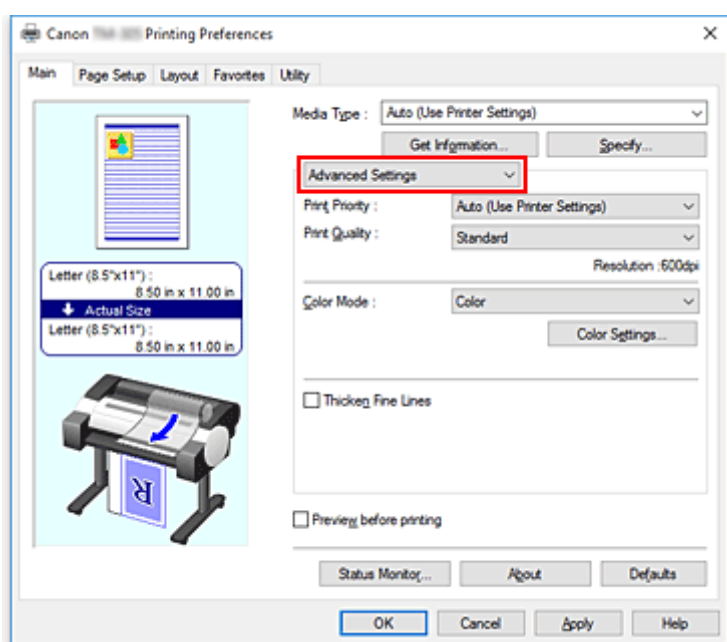 Canon Printing Preferences
Main Page Setup Layout Favorites Utility
Media Type : Auto (Use Printer Settings)
Get Information... Specify...
Advanced Settings
Print Priority : Auto (Use Printer Settings)
Print Quality : Standard
Resolution :600dpi
Letter (8.5"x11") :
8.50 in x 11.00 in
Actual Size
Letter (8.5"x11") :
8.50 in x 11.00 in
Color Mode : Color
Color Settings...
Thicken Fine Lines
R
Preview before printing
Status Monitor... About Defaults
OK Cancel Apply Help